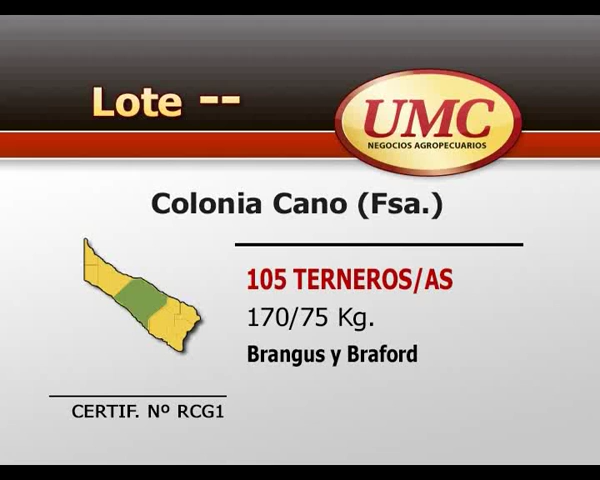 Lote --
UMC
NEGOCIOS AGROPECUARIOS
Colonia Cano (Fsa.)
105 TERNEROS/AS
170/75 Kg.
Brangus y Braford
CERTIF. Nº RCG1